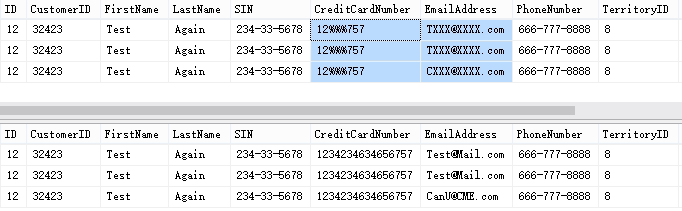 ID CustomerID FirstName LastName SIN CreditCardNumber EmailAddress PhoneNumber TerritoryID
12 32423 Test Again 234-33-5678 12%%%757 TXXX@XXXX.com 666-777-8888 8
12 32423 Test Again 234-33-5678 12%%%757 TXXX@XXXX.com 666-777-8888 8
12 32423 Test Again 234-33-5678 12%%%757 CXXX@XXXX.com 666-777-8888 8
ID CustomerID FirstName LastName SIN CreditCardNumber EmailAddress PhoneNumber TerritoryID
12 32423 Test Again 234-33-5678 1234234634656757 Test@Mail.com 666-777-8888 8
12 32423 Test Again 234-33-5678 1234234634656757 Test@Mail.com 666-777-8888 8
12 32423 Test Again 234-33-5678 1234234634656757 CanU@CME.com 666-777-8888 8